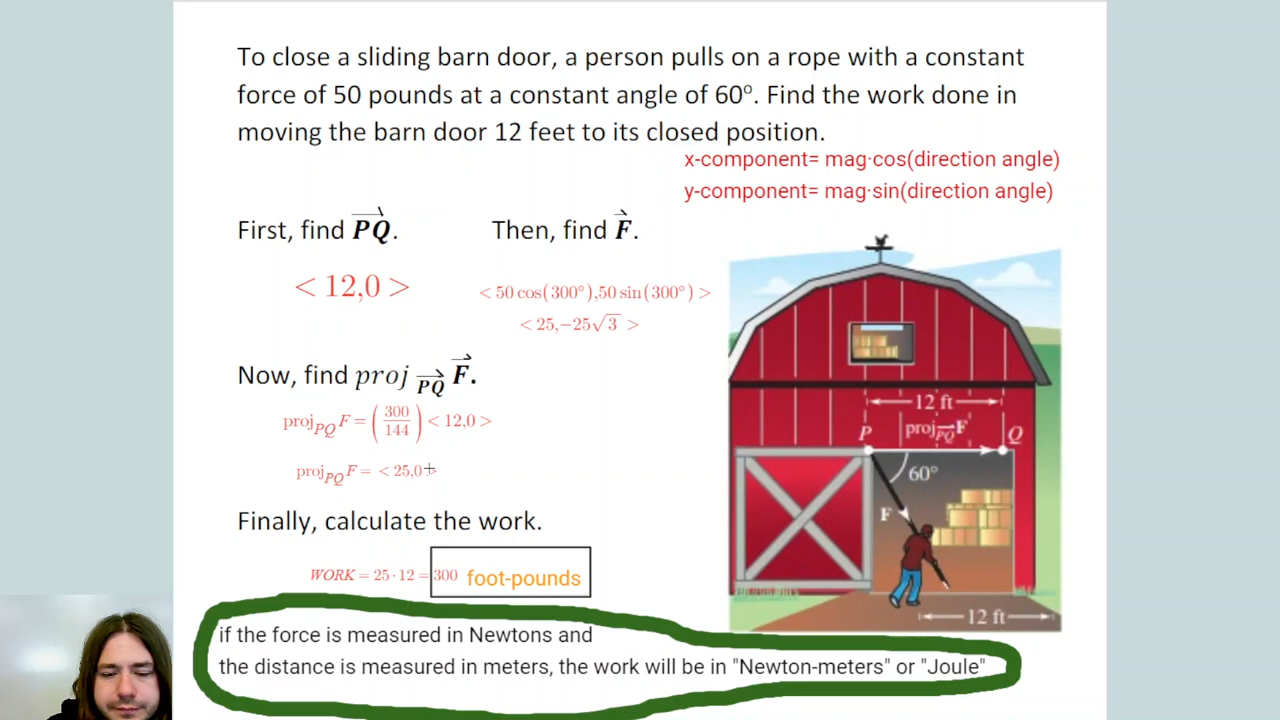 To close a sliding barn door, a person pulls on a rope with a constant
force of 50 pounds at a constant angle of 60°. Find the work done in
moving the barn door 12 feet to its closed position.
x-component= mag·cos(direction angle)
y-component= mag·sin(direction angle)
First, find PQ⃗.
Then, find F⃗.
< 12,0 >
< 50 cos(300°),50 sin(300°) >
< 25,−25√3 >
Now, find proj PQ⃗ F⃗.
proj PQ F = (300/144) < 12,0 >
proj PQ F = < 25,0 >
Finally, calculate the work.
WORK = 25 · 12 = 300 foot-pounds
if the force is measured in Newtons and
the distance is measured in meters, the work will be in "Newton-meters" or "Joule"
12 ft
P proj PQ⃗ F Q
60°
F
12 ft